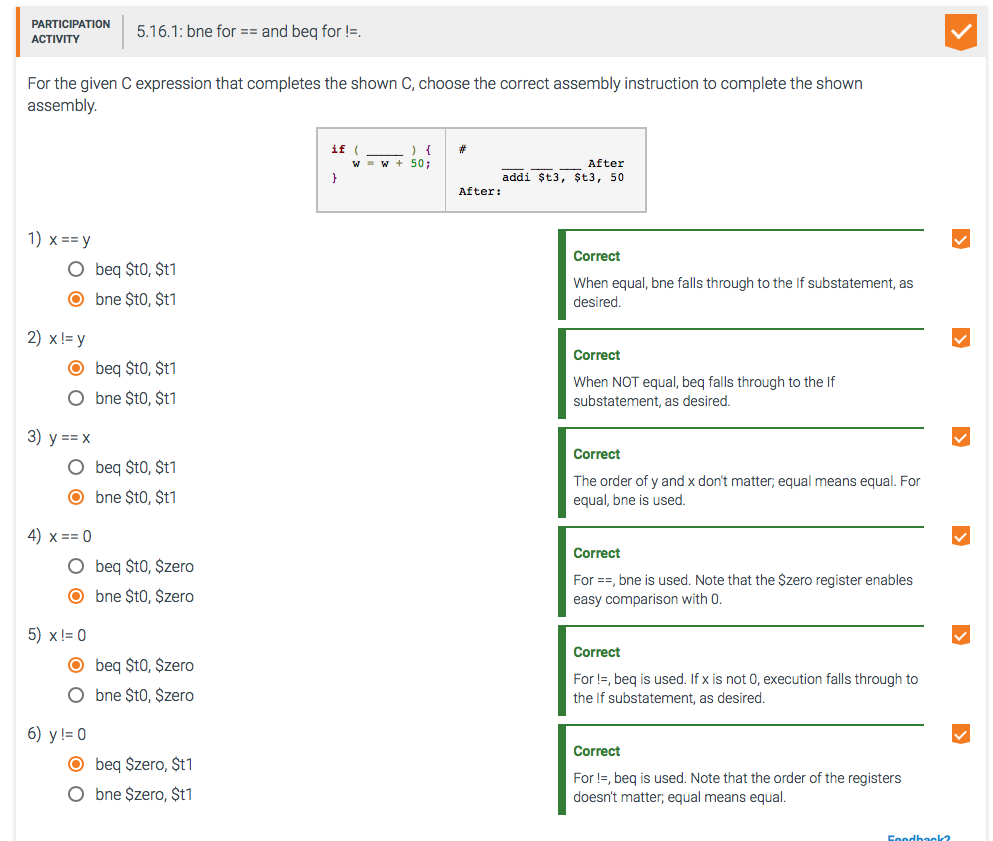 PARTICIPATION
ACTIVITY
5.16.1: bne for == and beq for !=.
For the given C expression that completes the shown C, choose the correct assembly instruction to complete the shown
assembly.
if ( _____ ) {
w = w + 50;
}
#
___ ___ ___ After
addi $t3, $t3, 50
After:
1) x == y
beq $t0, $t1
bne $t0, $t1
Correct
When equal, bne falls through to the If substatement, as
desired.
2) x != y
beq $t0, $t1
bne $t0, $t1
Correct
When NOT equal, beq falls through to the If
substatement, as desired.
3) y == x
beq $t0, $t1
bne $t0, $t1
Correct
The order of y and x don't matter; equal means equal. For
equal, bne is used.
4) x == 0
beq $t0, $zero
bne $t0, $zero
Correct
For ==, bne is used. Note that the $zero register enables
easy comparison with 0.
5) x != 0
beq $t0, $zero
bne $t0, $zero
Correct
For !=, beq is used. If x is not 0, execution falls through to
the If substatement, as desired.
6) y != 0
beq $zero, $t1
bne $zero, $t1
Correct
For !=, beq is used. Note that the order of the registers
doesn't matter; equal means equal.
Feedback?